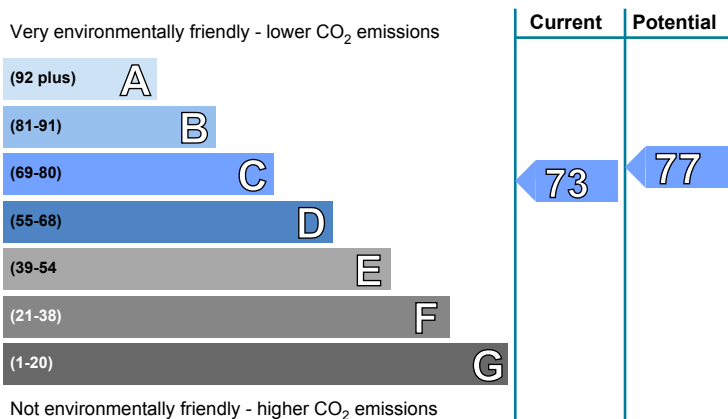 Current Potential
Very environmentally friendly - lower CO2 emissions
(92 plus) A
(81-91) B
(69-80) C
73 77
(55-68) D
(39-54 E
(21-38) F
(1-20) G
Not environmentally friendly - higher CO2 emissions